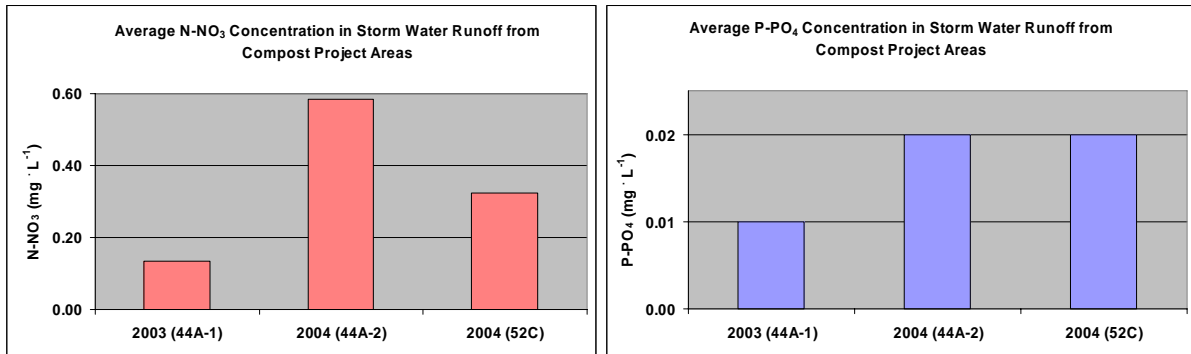 Average N-NO₃ Concentration in Storm Water Runoff from
Compost Project Areas
N-NO₃ (mg · L⁻¹)
0.60
0.40
0.20
0.00
2003 (44A-1) 2004 (44A-2) 2004 (52C)
Average P-PO₄ Concentration in Storm Water Runoff from
Compost Project Areas
P-PO₄ (mg · L⁻¹)
0.02
0.01
0.00
2003 (44A-1) 2004 (44A-2) 2004 (52C)